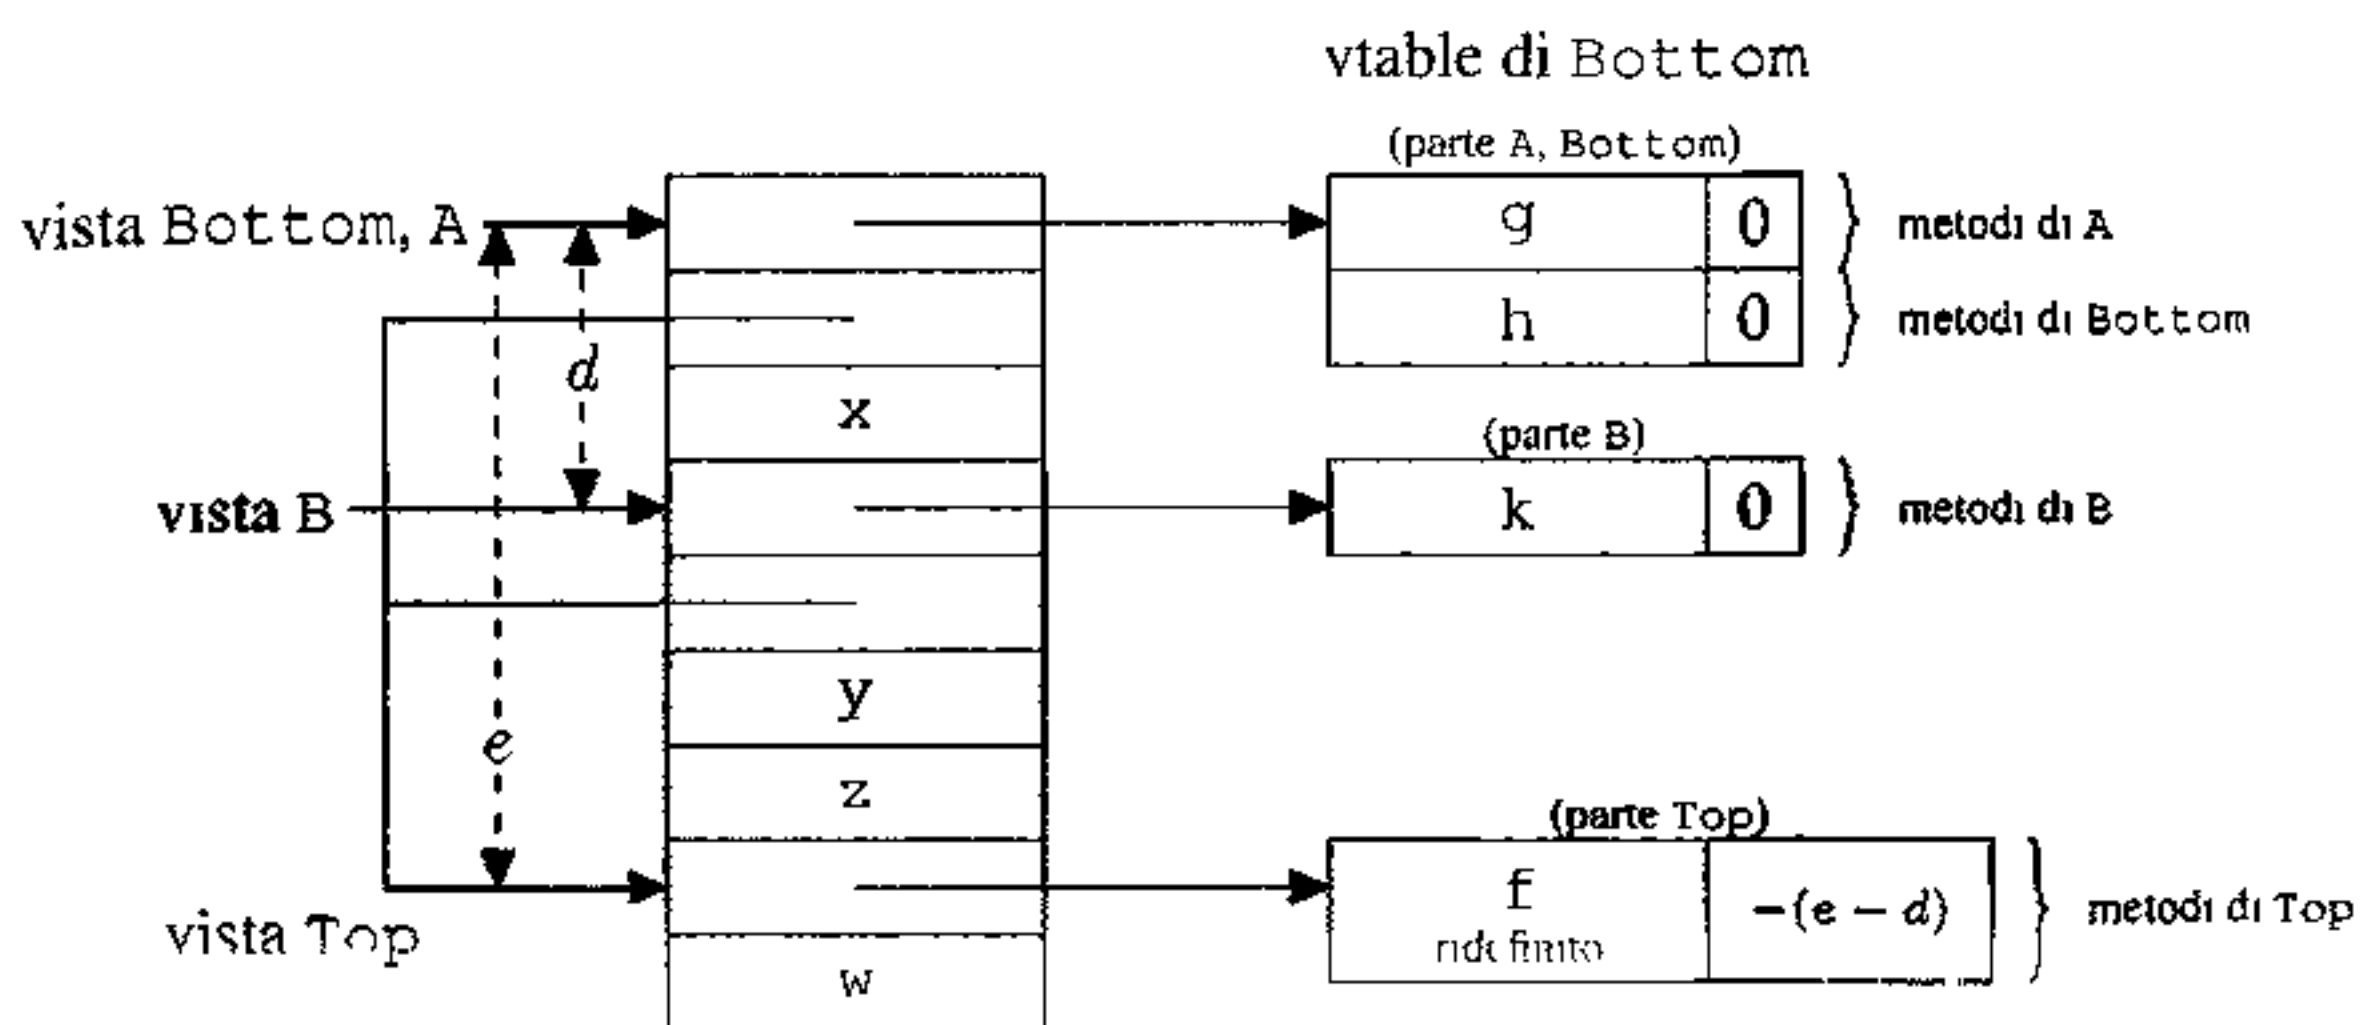 vtable di Bottom
(parte A, Bottom)
vista Bottom, A
g 0
metodi di A
h 0
metodi di Bottom
d
x
(parte B)
vista B
k 0
metodi di B
y
e
z
(parte Top)
vista Top
f
ridefinito
-(e - d)
metodi di Top
w